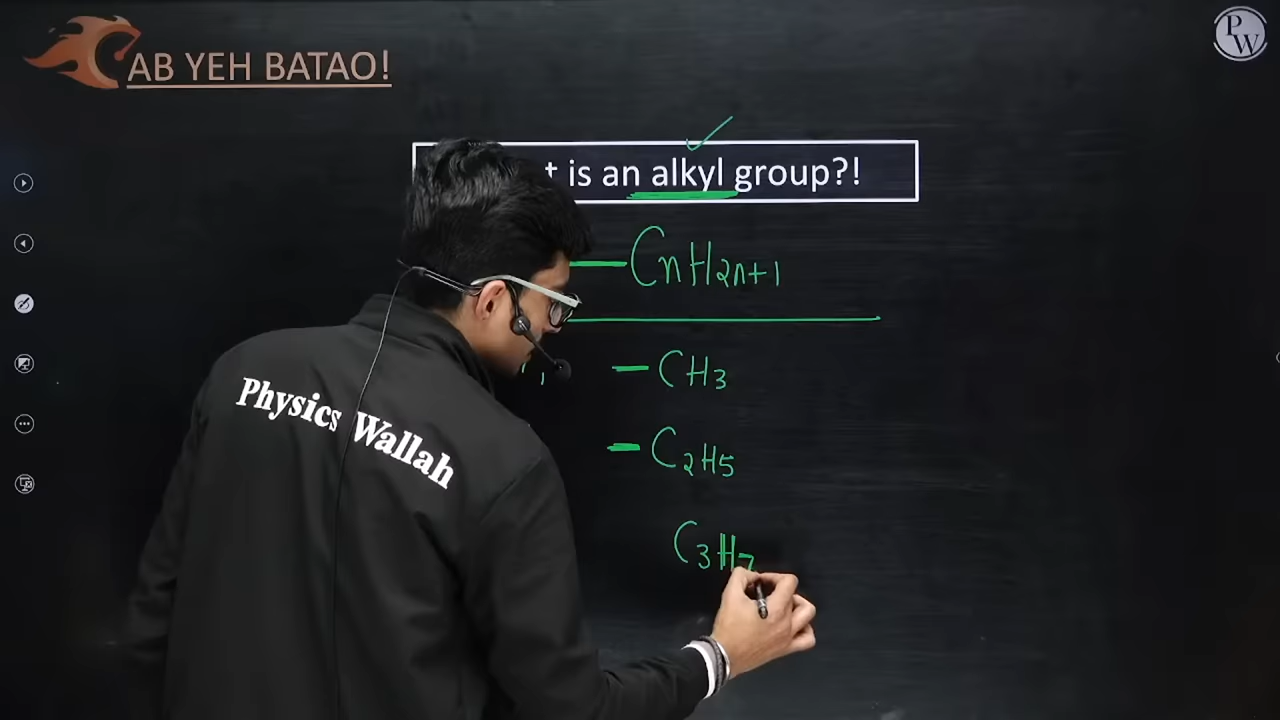 AB YEH BATAO!
PW
is an alkyl group?!
— CnH2n+1
— CH3
— C2H5
C3H7
Physics Wallah